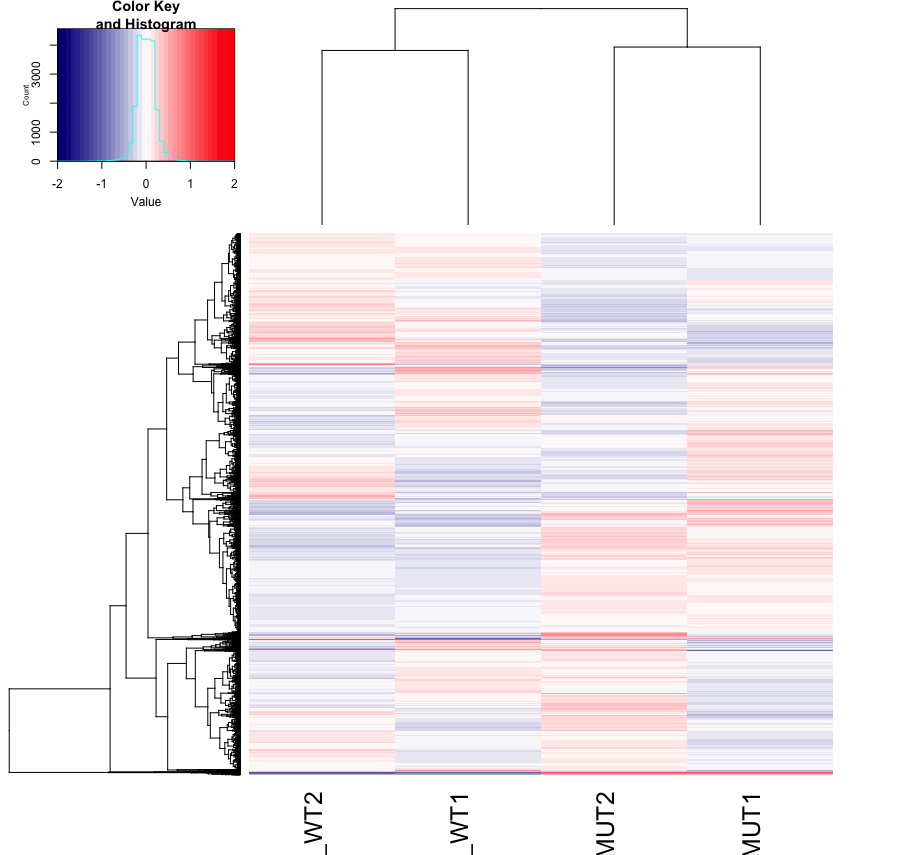 Color Key
and Histogram
Count
0 1000 3000
-2 -1 0 1 2
Value
_WT2
_WT1
MUT2
MUT1